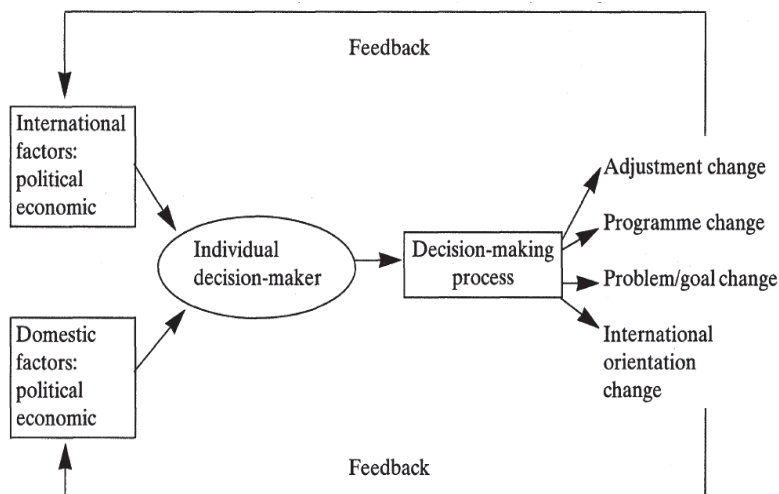 Feedback
International
factors:
political
economic
Domestic
factors:
political
economic
Individual
decision-maker
Decision-making
process
Adjustment change
Programme change
Problem/goal change
International
orientation
change
Feedback